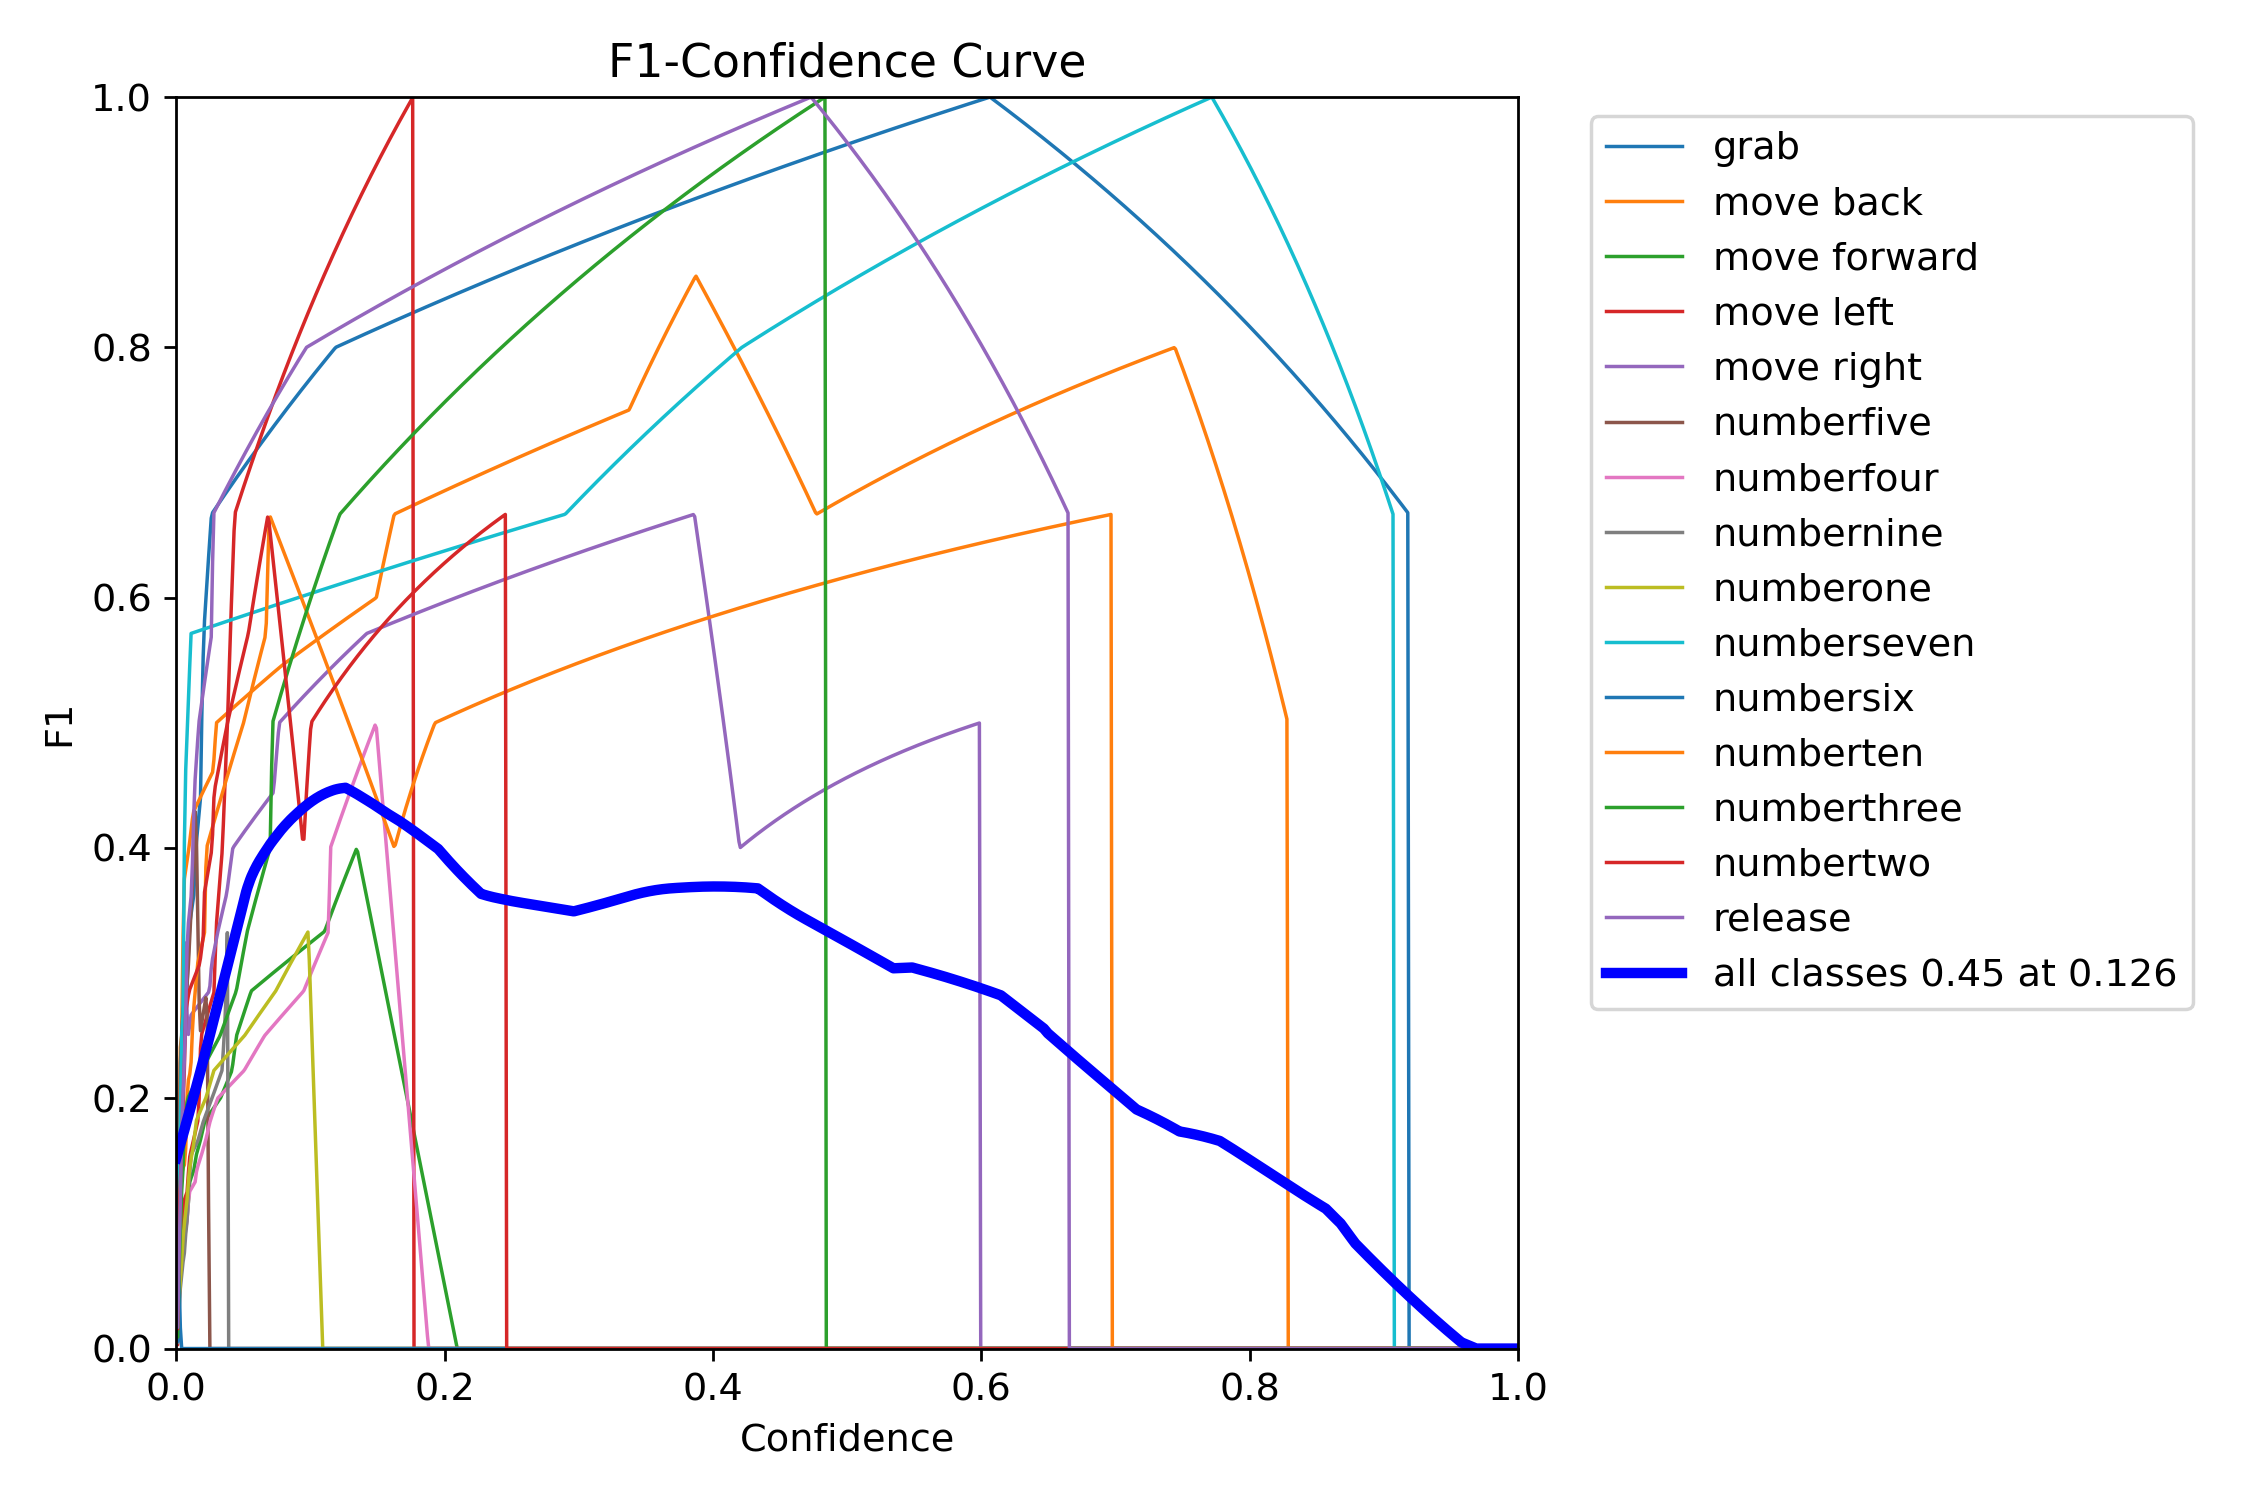 F1-Confidence Curve
1.0
0.8
0.6
0.4
0.2
0.0
F1
0.0 0.2 0.4 0.6 0.8 1.0
Confidence
grab
move back
move forward
move left
move right
numberfive
numberfour
numbernine
numberone
numberseven
numbersix
numberten
numberthree
numbertwo
release
all classes 0.45 at 0.126